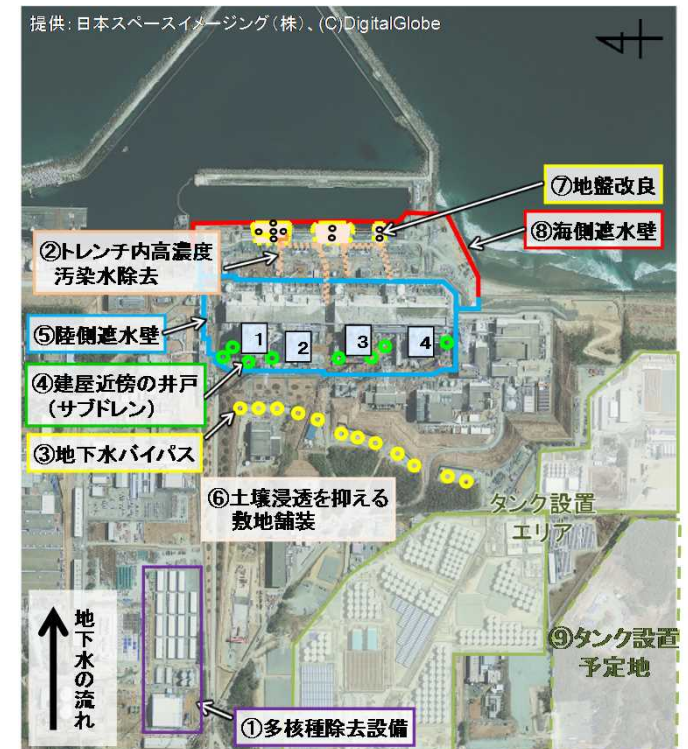 提供：日本スペースイメージング（株）、(C)DigitalGlobe
⑦地盤改良
⑧海側遮水壁
②トレンチ内高濃度
汚染水除去
⑤陸側遮水壁
1
2
3
4
④建屋近傍の井戸
（サブドレン）
③地下水バイパス
⑥土壌浸透を抑える
敷地舗装
タンク設置
エリア
⑨タンク設置
予定地
地下水の流れ
①多核種除去設備